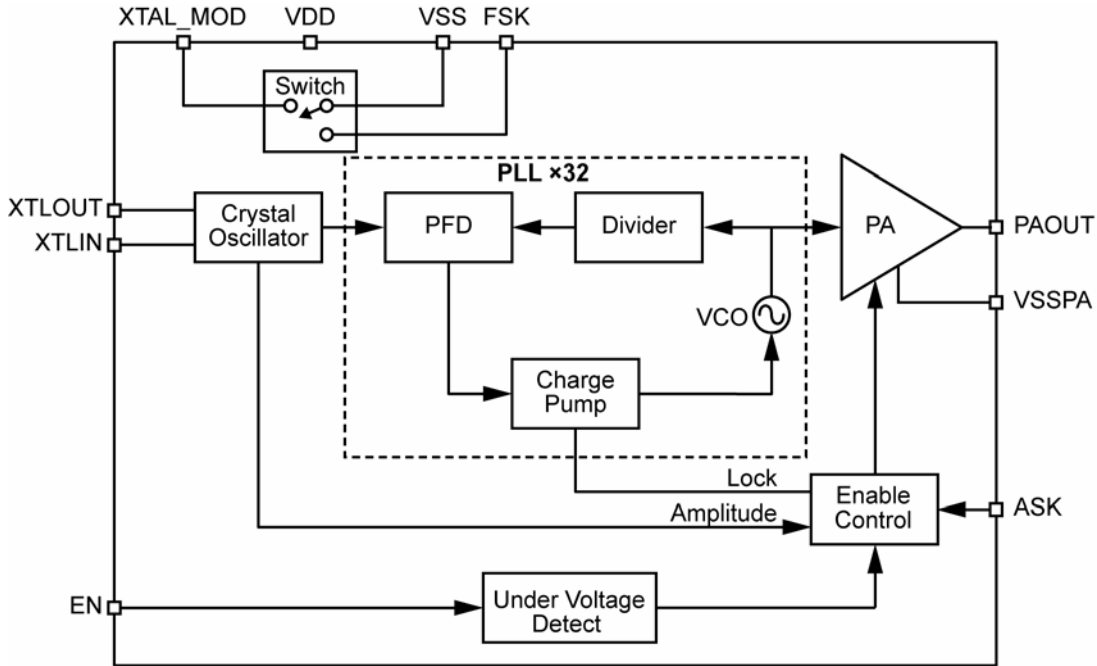 XTAL_MOD VDD VSS FSK
Switch
PLL ×32
XTLOUT
XTLIN
Crystal
Oscillator
PFD
Divider
PA
PAOUT
VSSPA
VCO
Charge
Pump
Lock
Amplitude
Enable
Control
ASK
EN
Under Voltage
Detect